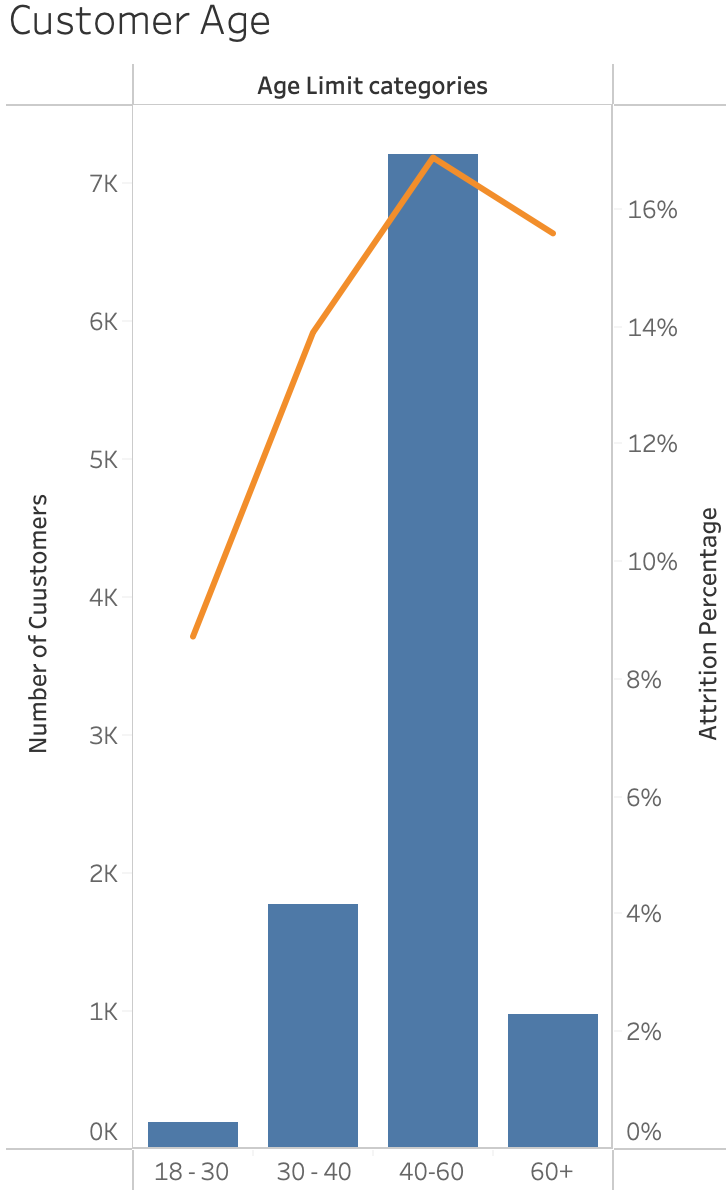 Customer Age
Age Limit categories
Number of Cuustomers
7K
6K
5K
4K
3K
2K
1K
0K
16%
14%
12%
10%
8%
6%
4%
2%
0%
Attrition Percentage
18 - 30
30 - 40
40-60
60+